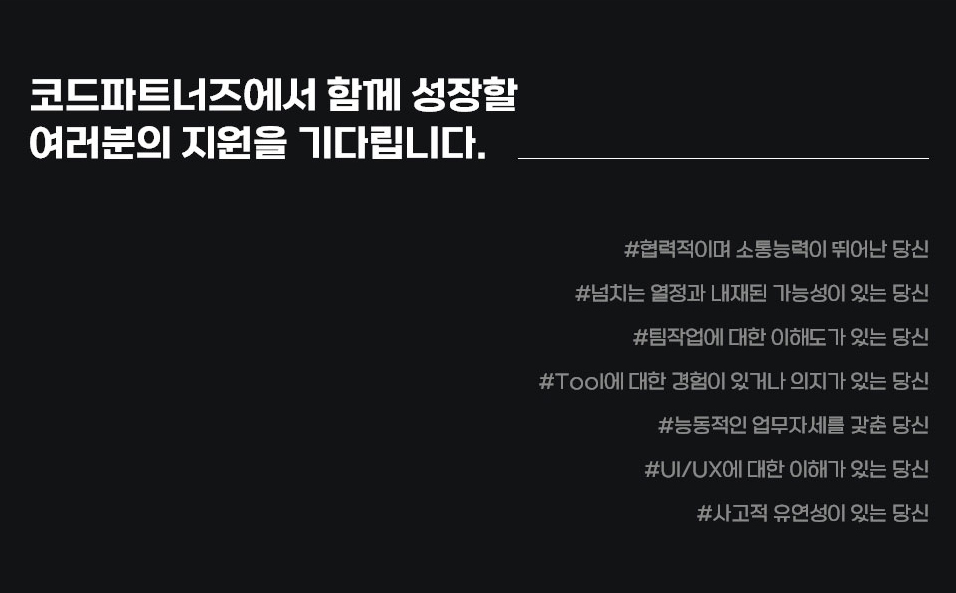 코드파트너즈에서 함께 성장할
여러분의 지원을 기다립니다.
#협력적이며 소통능력이 뛰어난 당신
#넘치는 열정과 내재된 가능성이 있는 당신
#팀작업에 대한 이해도가 있는 당신
#Tool에 대한 경험이 있거나 의지가 있는 당신
#능동적인 업무자세를 갖춘 당신
#UI/UX에 대한 이해가 있는 당신
#사고적 유연성이 있는 당신